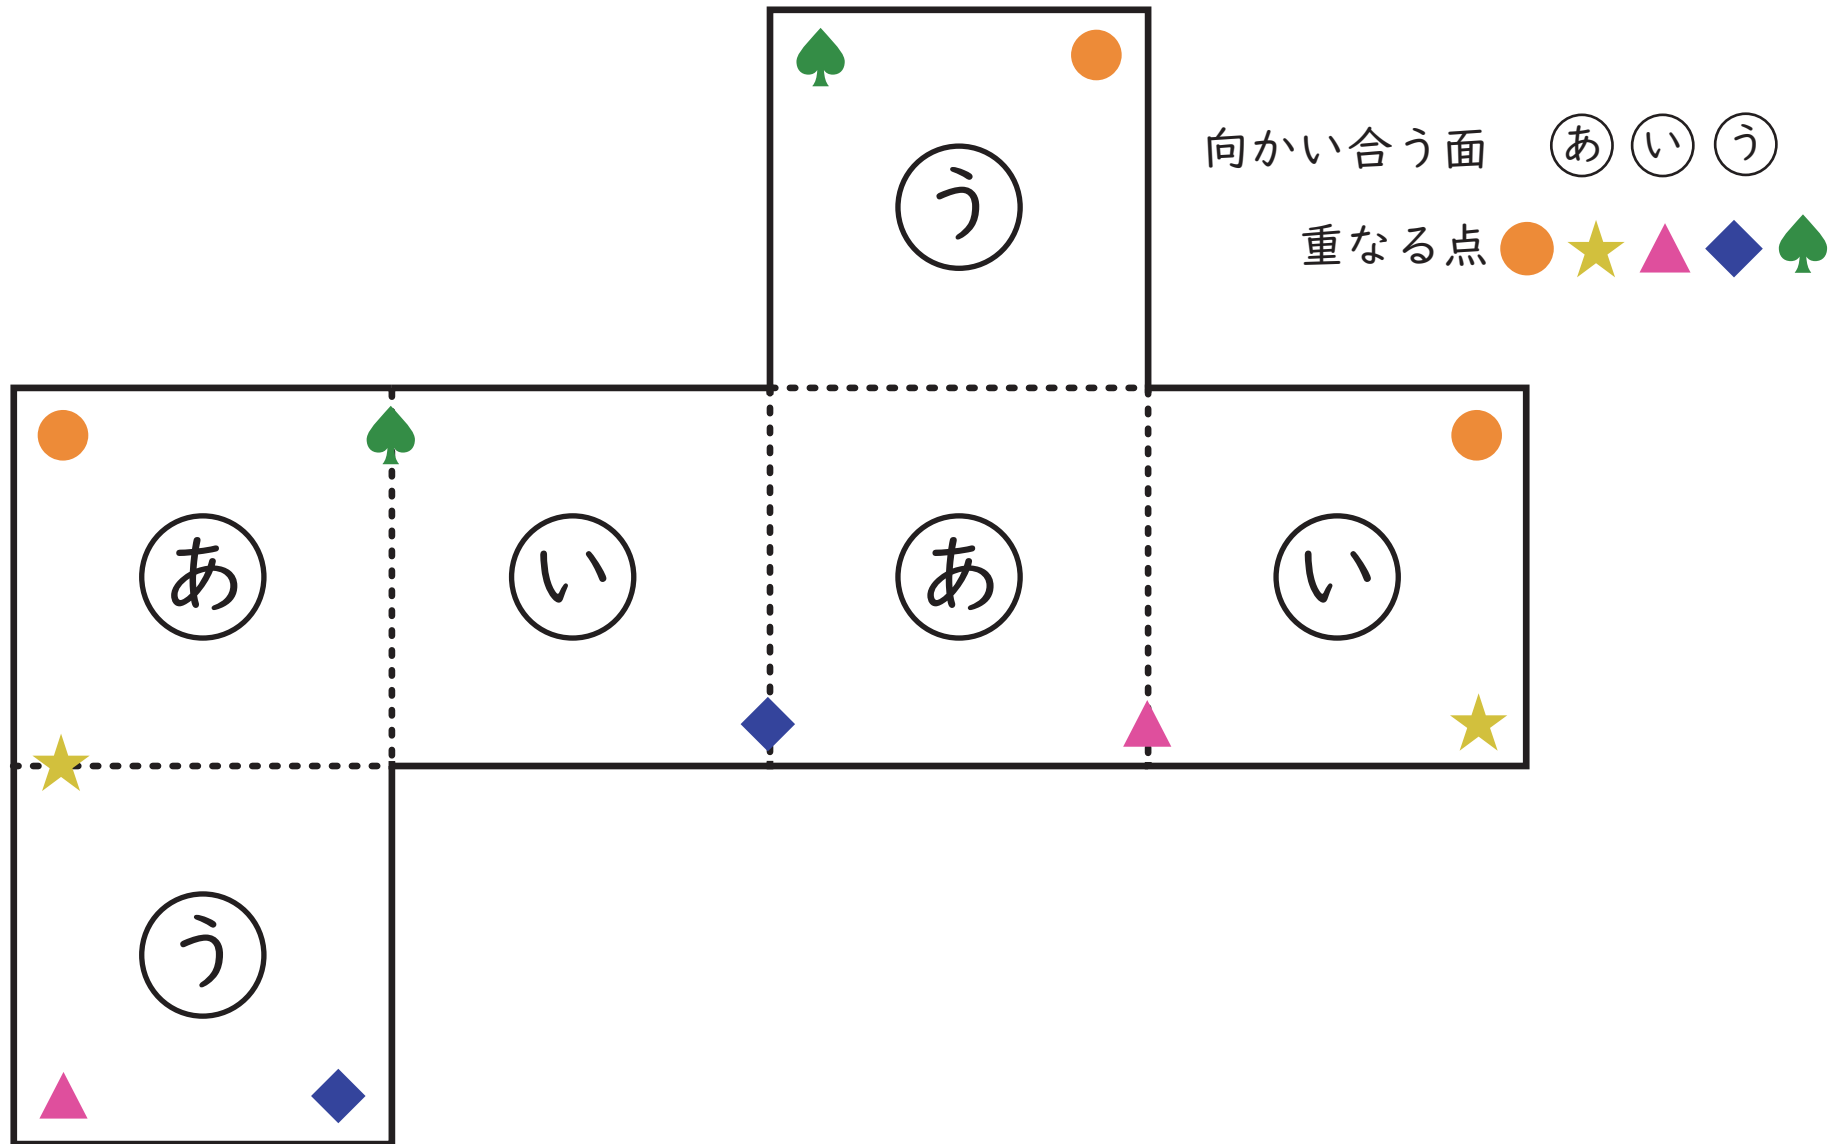 う
向かい合う面 あ い う
重なる点
あ い あ い
う